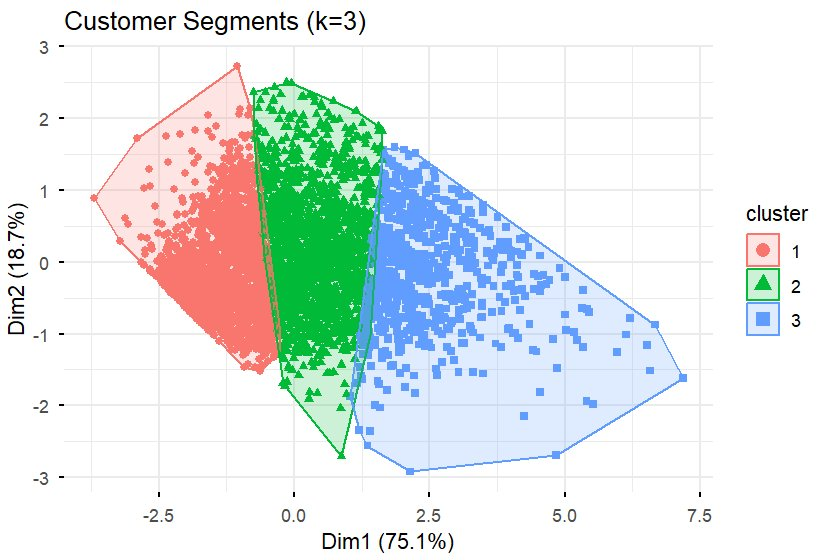 Customer Segments (k=3)
3
2
1
0
-1
-2
-3
Dim2 (18.7%)
-2.5 0.0 2.5 5.0 7.5
Dim1 (75.1%)
cluster
1
2
3